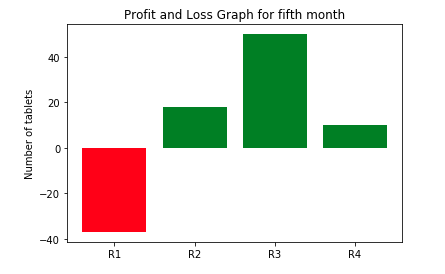 Profit and Loss Graph for fifth month
Number of tablets
40
20
0
−20
−40
R1 R2 R3 R4